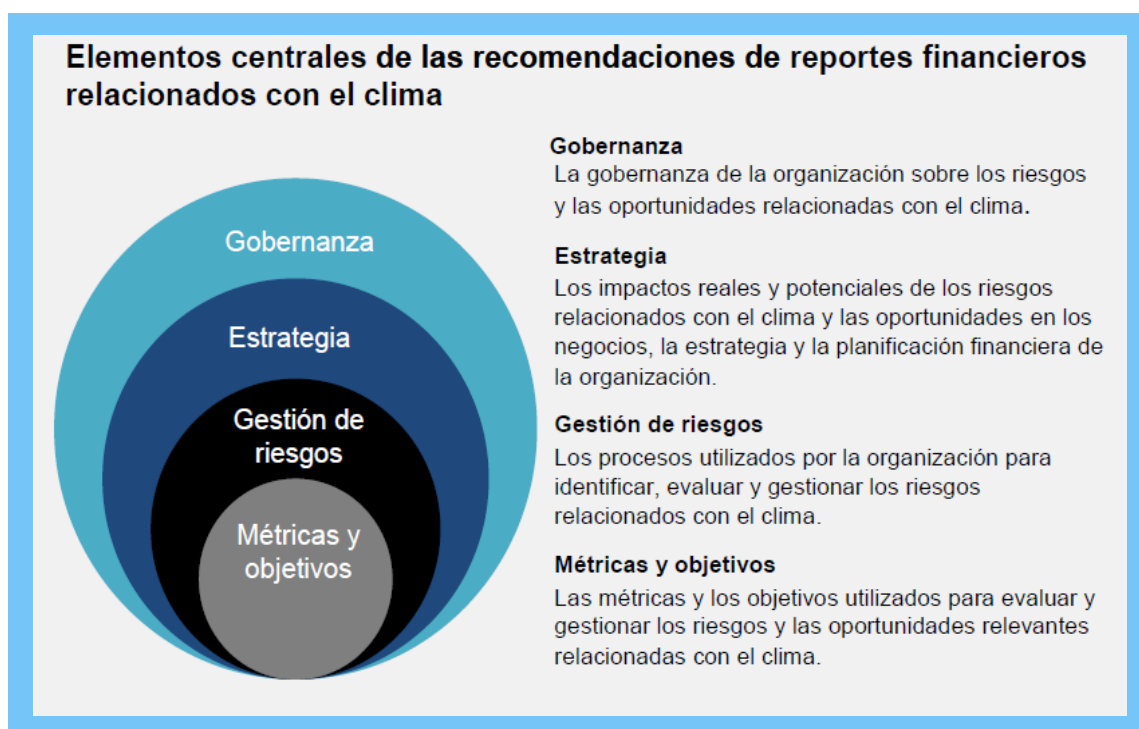 Elementos centrales de las recomendaciones de reportes financieros
relacionados con el clima
Gobernanza
Estrategia
Gestión de
riesgos
Métricas y
objetivos
Gobernanza
La gobernanza de la organización sobre los riesgos
y las oportunidades relacionadas con el clima.
Estrategia
Los impactos reales y potenciales de los riesgos
relacionados con el clima y las oportunidades en los
negocios, la estrategia y la planificación financiera de
la organización.
Gestión de riesgos
Los procesos utilizados por la organización para
identificar, evaluar y gestionar los riesgos
relacionados con el clima.
Métricas y objetivos
Las métricas y los objetivos utilizados para evaluar y
gestionar los riesgos y las oportunidades relevantes
relacionadas con el clima.